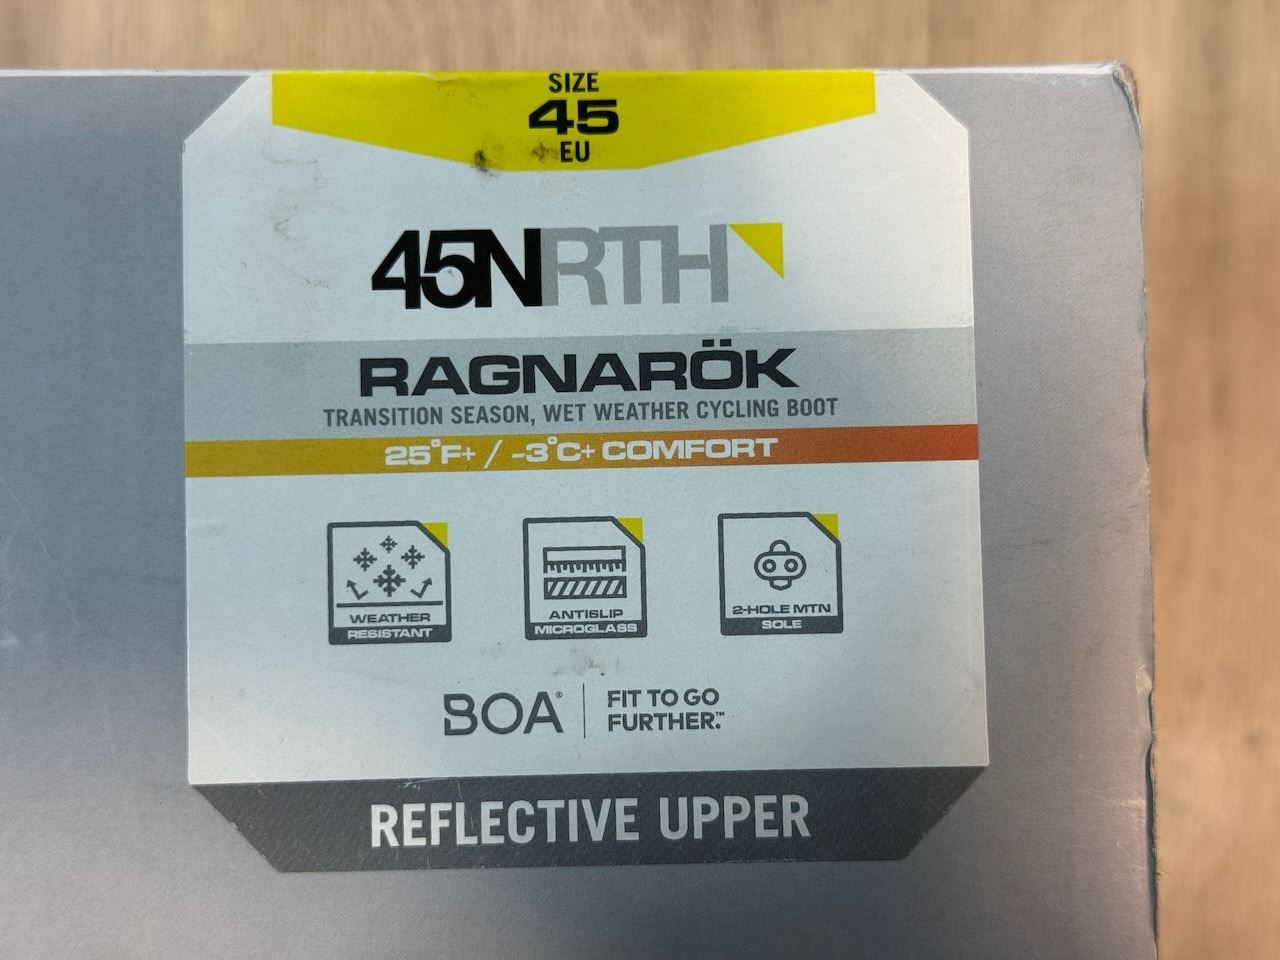 SIZE
45
EU
45NRTH
RAGNARÖK
TRANSITION SEASON, WET WEATHER CYCLING BOOT
25°F+ / -3°C+ COMFORT
WEATHER
RESISTANT
ANTISLIP
MICROGLASS
2-HOLE MTN
SOLE
BOA®
FIT TO GO
FURTHER.™
REFLECTIVE UPPER